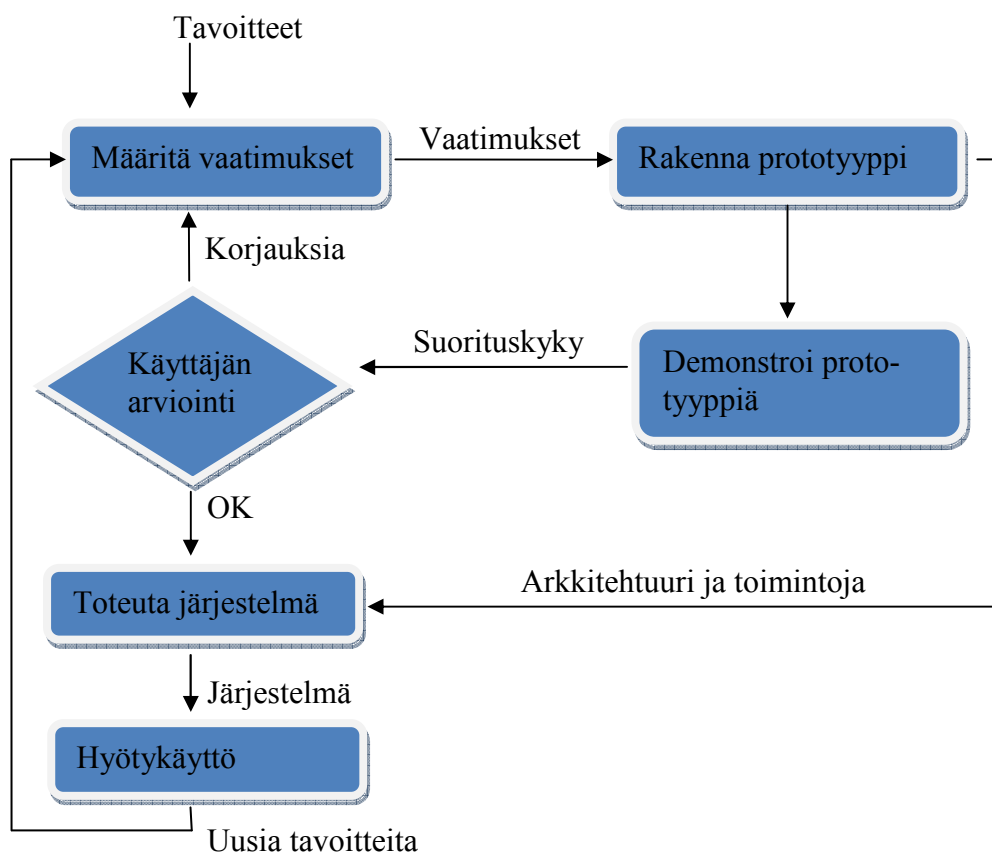 Tavoitteet
Määritä vaatimukset
Vaatimukset
Rakenna prototyyppi
Korjauksia
Käyttäjän
arviointi
Suorituskyky
Demonstroi proto-
tyyppiä
OK
Toteuta järjestelmä
Arkkitehtuuri ja toimintoja
Järjestelmä
Hyötykäyttö
Uusia tavoitteita